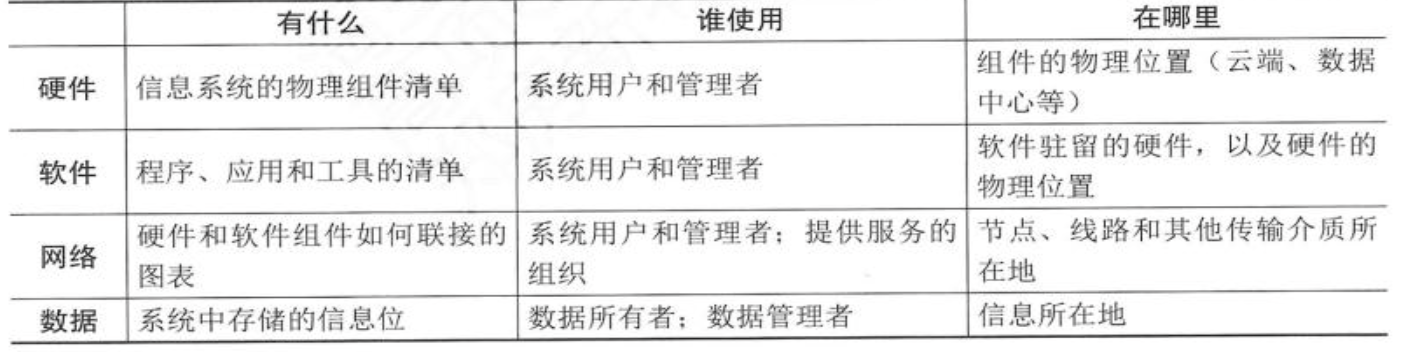 有什么 谁使用 在哪里
硬件 信息系统的物理组件清单 系统用户和管理者 组件的物理位置（云端、数据
中心等）
软件 程序、应用和工具的清单 系统用户和管理者 软件驻留的硬件，以及硬件的
物理位置
网络 硬件和软件组件如何联接的 系统用户和管理者；提供服务的 节点、线路和其他传输介质所
图表 组织 在地
数据 系统中存储的信息位 数据所有者；数据管理者 信息所在地